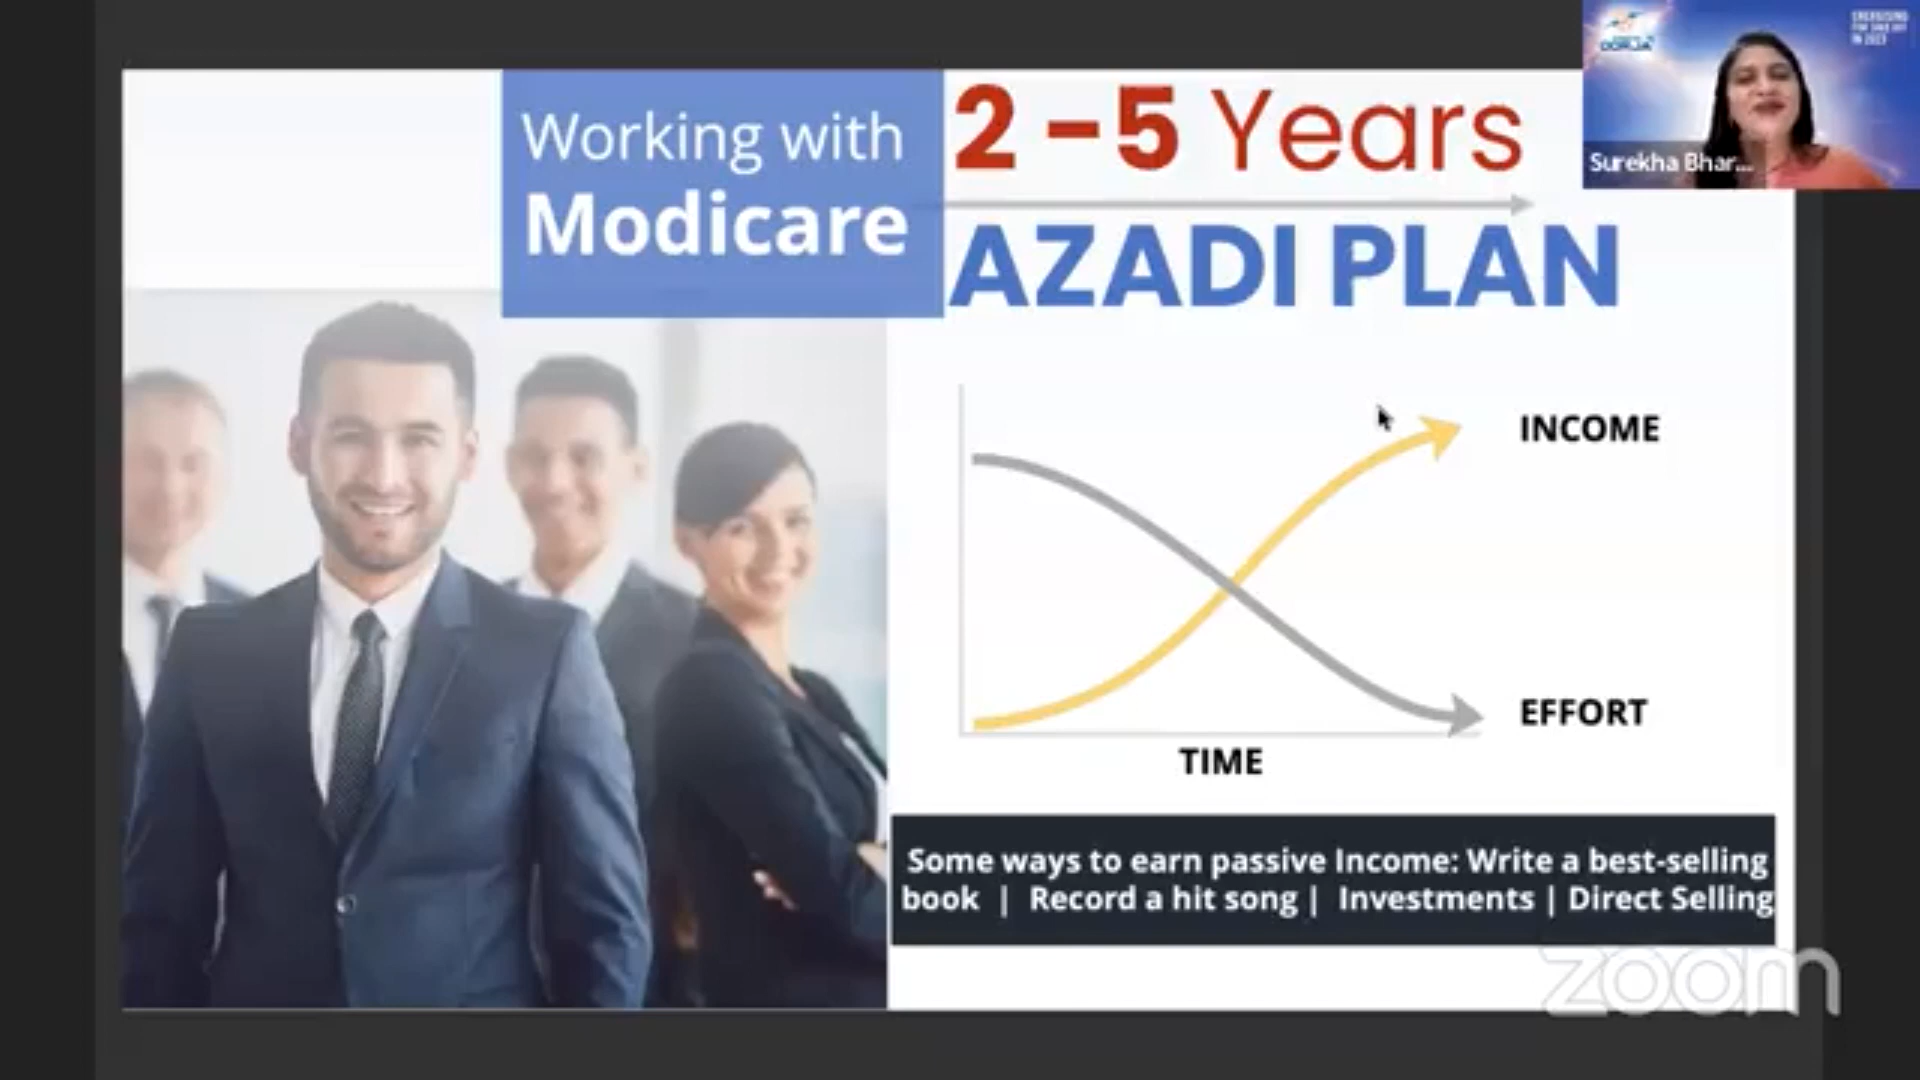 Working with
Modicare
2 – 5 Years
AZADI PLAN
Surekha Bhar...
INCOME
EFFORT
TIME
Some ways to earn passive Income: Write a best-selling
book | Record a hit song | Investments | Direct Selling
zoom